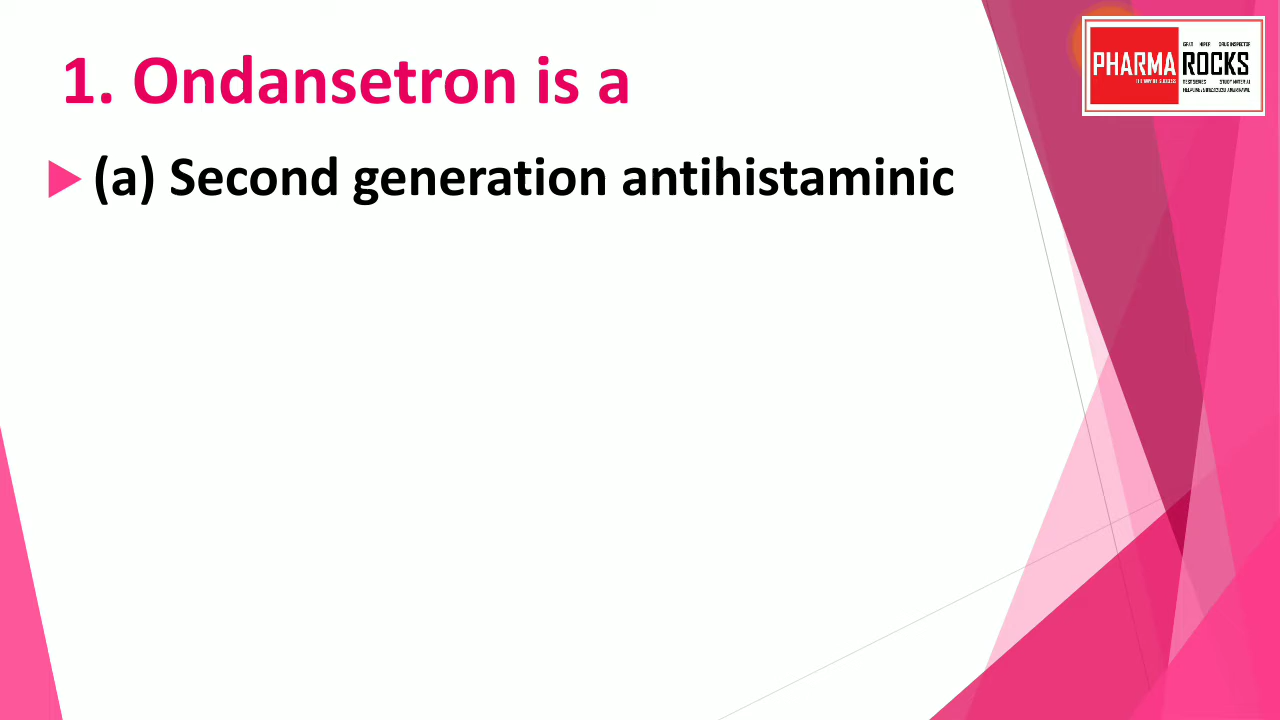 1. Ondansetron is a
(a) Second generation antihistaminic
PHARMA ROCKS